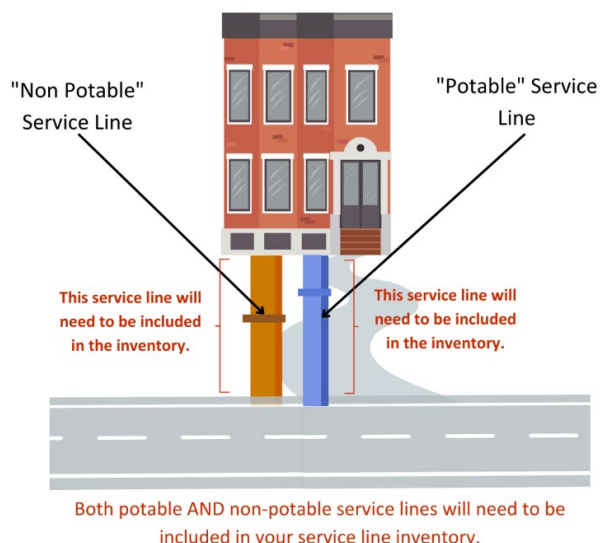 "Non Potable"
Service Line
"Potable" Service
Line
This service line will
need to be included
in the inventory.
This service line will
need to be included
in the inventory.
Both potable AND non-potable service lines will need to be
included in your service line inventory.